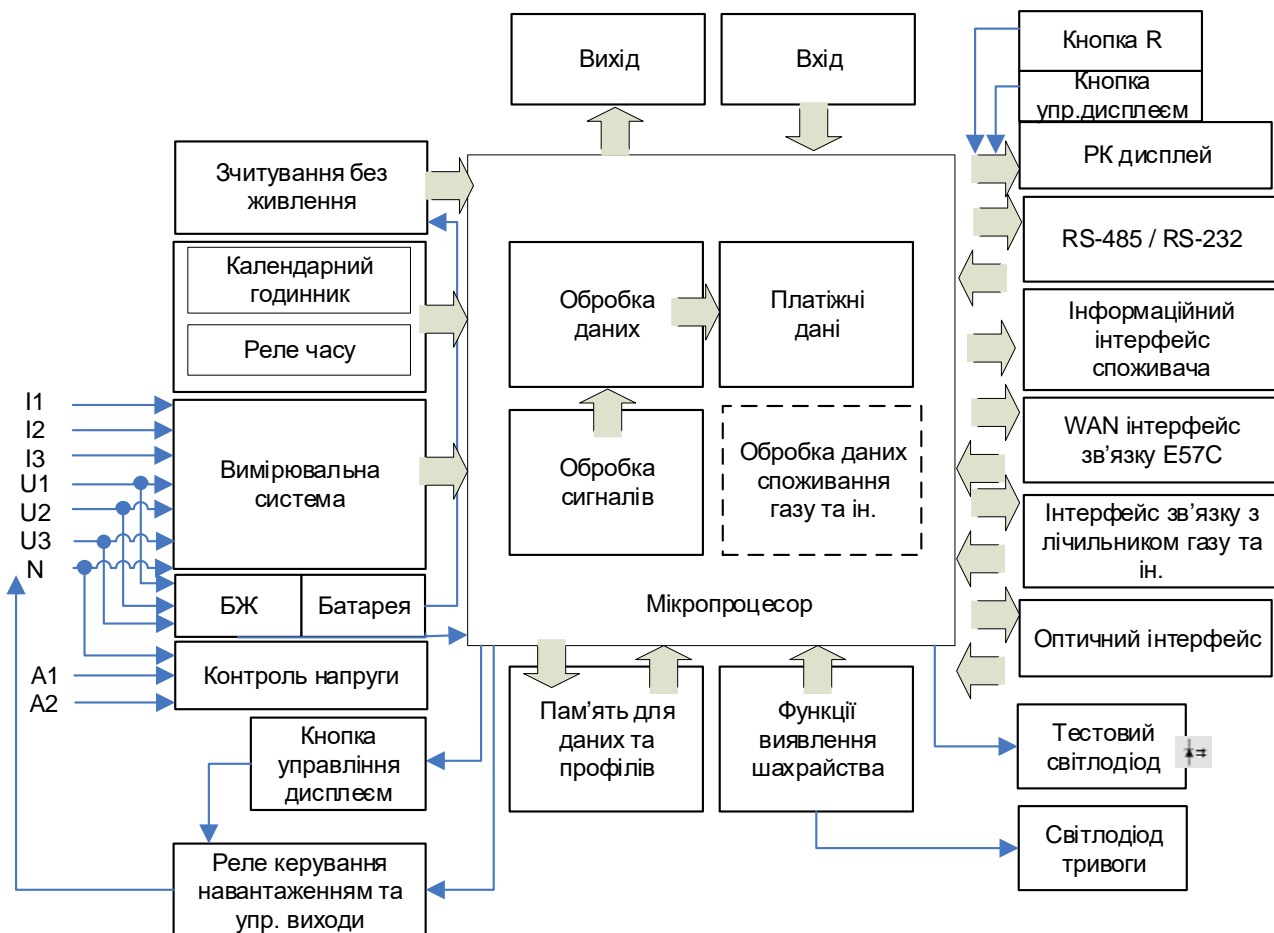 Вихід
Вхід
Кнопка R
Кнопка
упр.дисплеєм
РК дисплей
Зчитування без
живлення
RS-485 / RS-232
Календарний
годинник
Реле часу
Обробка
даних
Платіжні
дані
Інформаційний
інтерфейс
споживача
I1
I2
I3
U1
U2
U3
N
Вимірювальна
система
Обробка
сигналів
Обробка даних
споживання
газу та ін.
WAN інтерфейс
зв’язку E57C
Інтерфейс зв’язку з
лічильником газу та
ін.
БЖ
Батарея
Мікропроцесор
Оптичний інтерфейс
A1
A2
Контроль напруги
Пам’ять для
даних та
профілів
Функції
виявлення
шахрайства
Кнопка
управління
дисплеєм
Тестовий
світлодіод
Світлодіод
тривоги
Реле керування
навантаженням та
упр. виходи